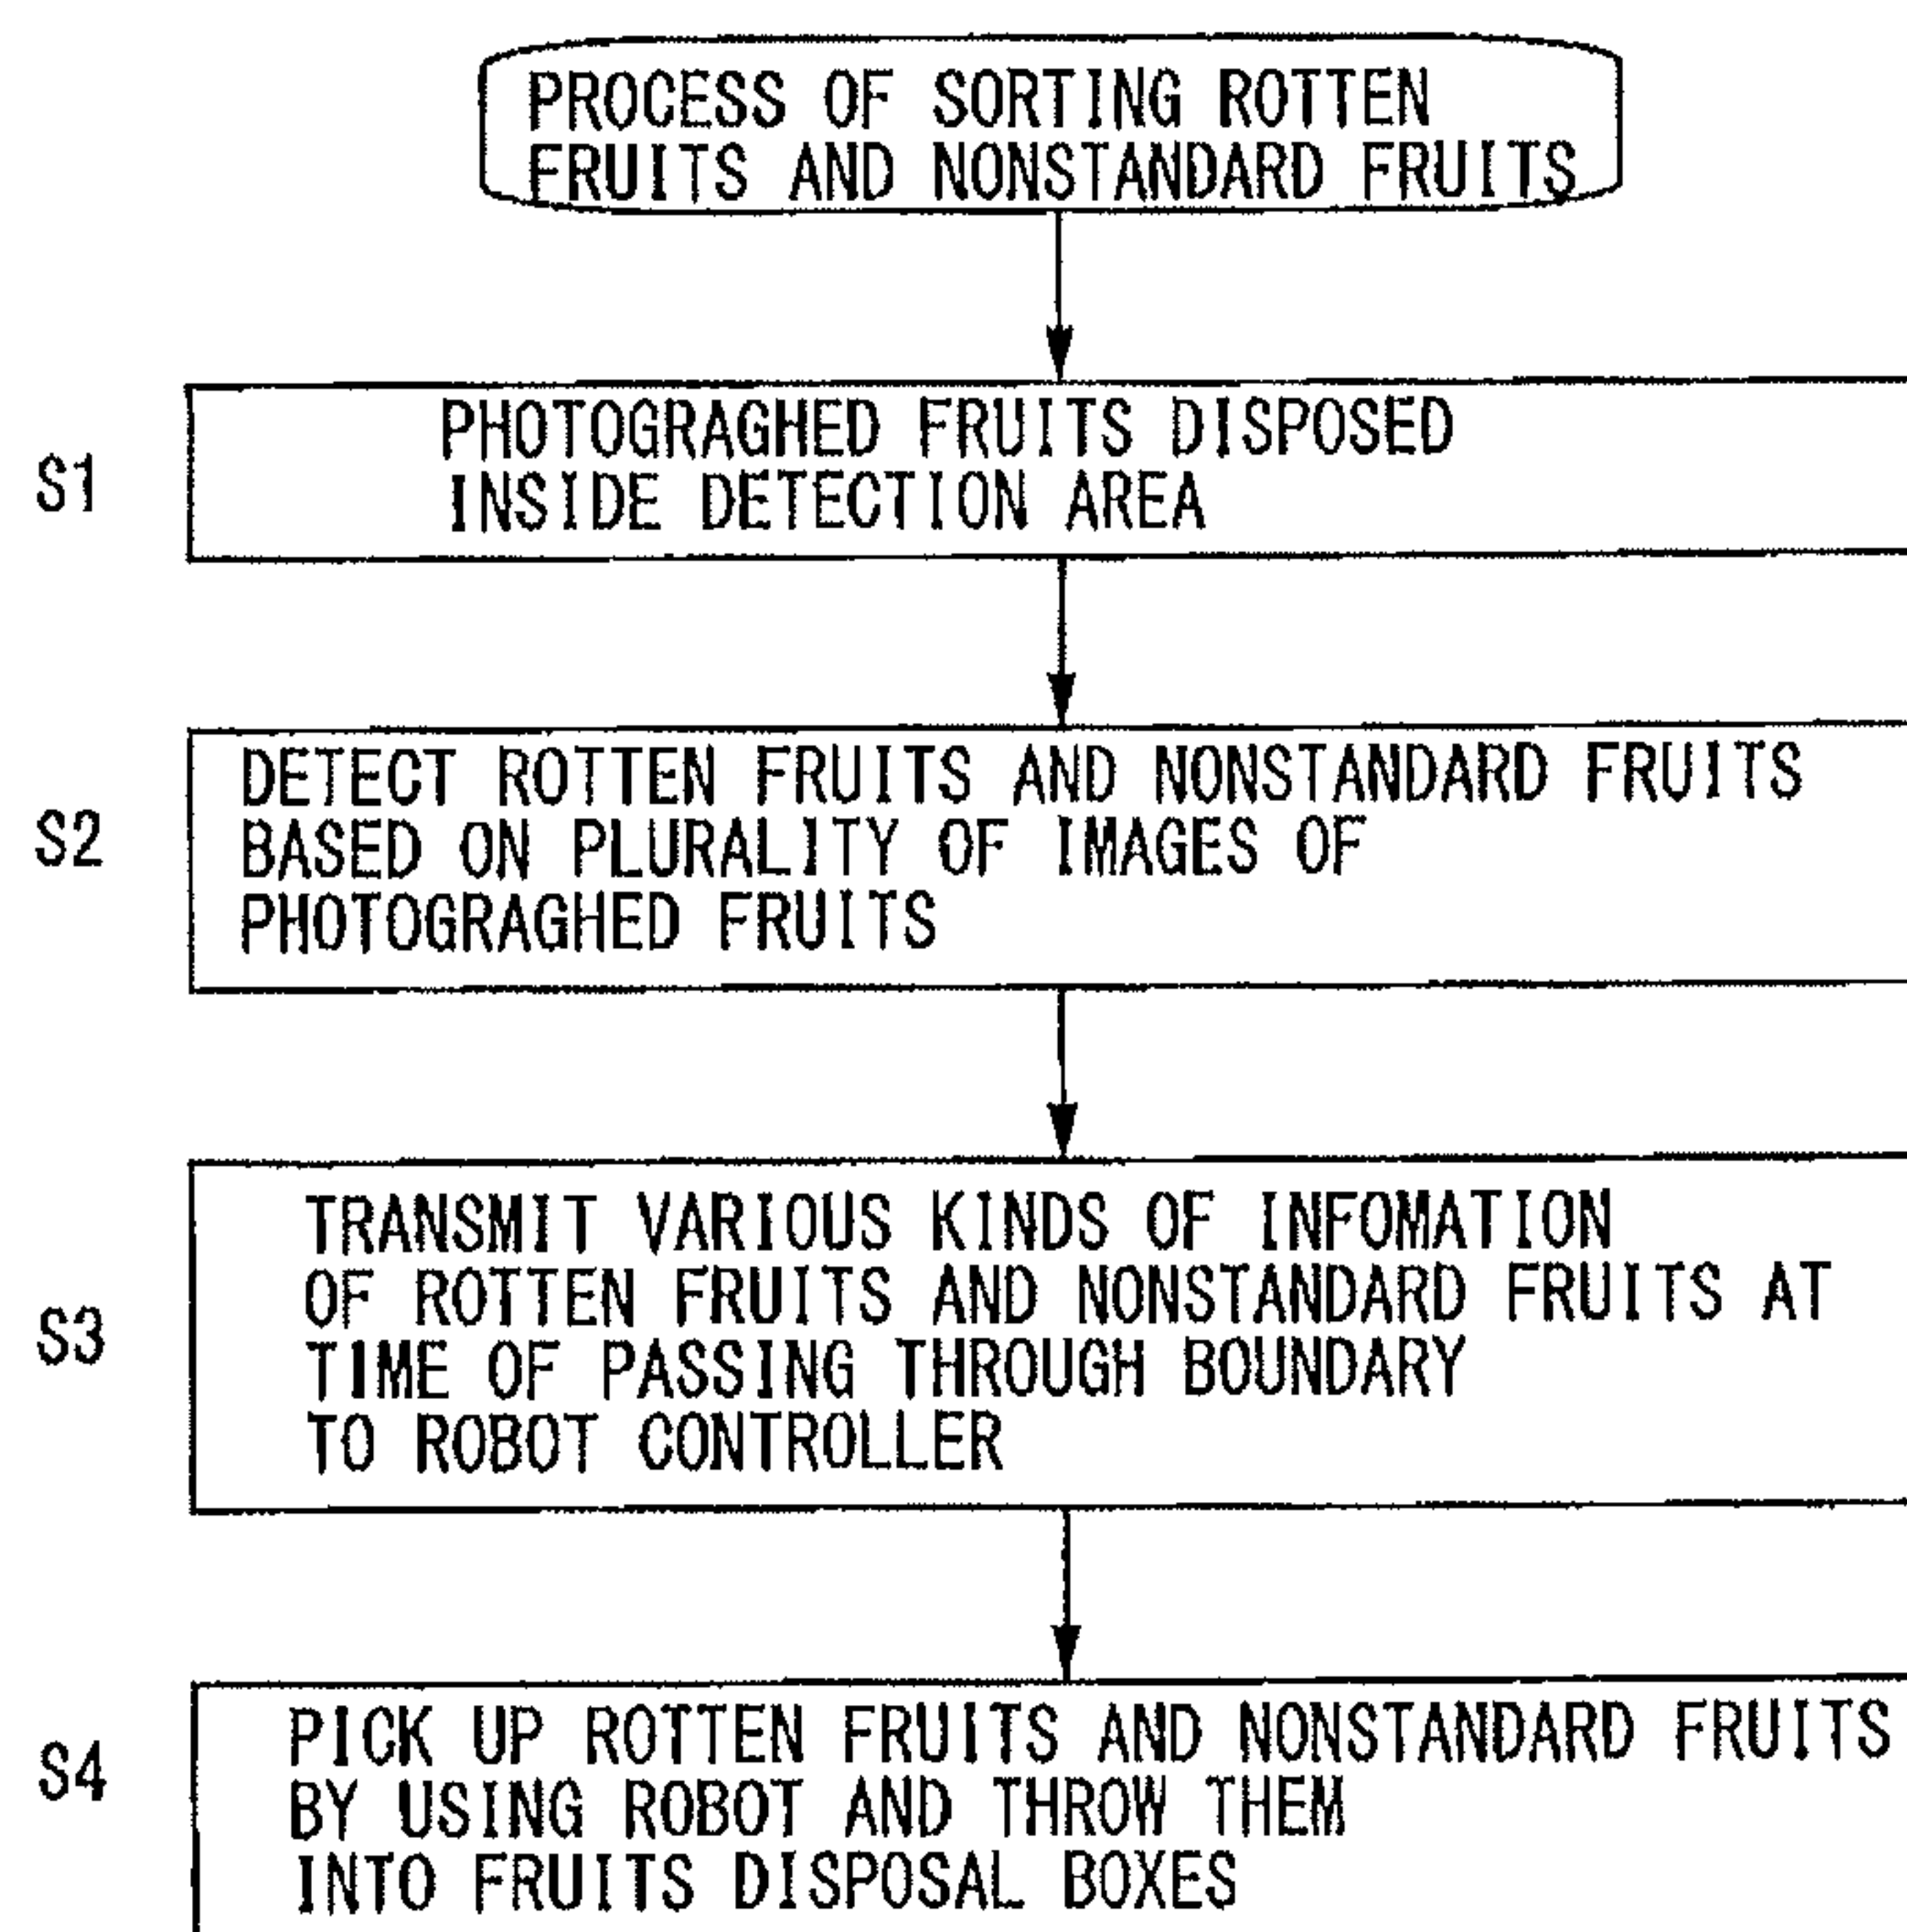 PROCESS OF SORTING ROTTEN
FRUITS AND NONSTANDARD FRUITS
S1
PHOTOGRAGHED FRUITS DISPOSED
INSIDE DETECTION AREA
S2
DETECT ROTTEN FRUITS AND NONSTANDARD FRUITS
BASED ON PLURALITY OF IMAGES OF
PHOTOGRAGHED FRUITS
S3
TRANSMIT VARIOUS KINDS OF INFOMATION
OF ROTTEN FRUITS AND NONSTANDARD FRUITS AT
TIME OF PASSING THROUGH BOUNDARY
TO ROBOT CONTROLLER
S4
PICK UP ROTTEN FRUITS AND NONSTANDARD FRUITS
BY USING ROBOT AND THROW THEM
INTO FRUITS DISPOSAL BOXES